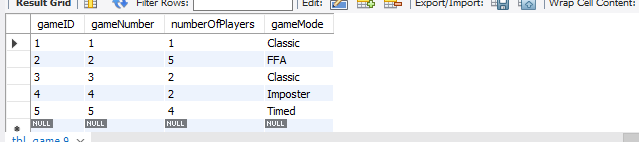 Result Grid Filter Rows: Edit: Export/Import: Wrap Cell Content:
gameID gameNumber numberOfPlayers gameMode
1 1 1 Classic
2 2 5 FFA
3 3 2 Classic
4 4 2 Imposter
5 5 4 Timed
NULL NULL NULL NULL
tbl_game 9